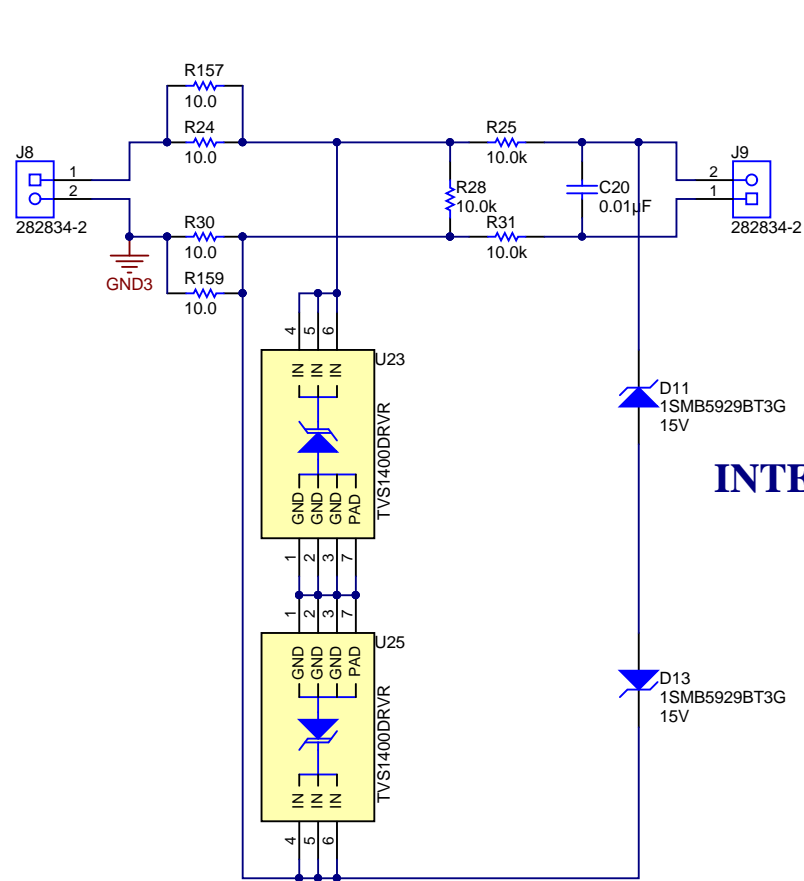 R157
10.0
R24
10.0
J8
1
2
282834-2
GND3
R30
10.0
R159
10.0
R25
10.0k
R28
10.0k
R31
10.0k
C20
0.01µF
J9
2
1
282834-2
4
5
6
U23
IN
IN
IN
GND
GND
GND
PAD
TVS1400DRVR
1
2
3
7
D11
1SMB5929BT3G
15V
INTE
1
2
3
7
U25
GND
GND
GND
PAD
IN
IN
IN
TVS1400DRVR
4
5
6
D13
1SMB5929BT3G
15V